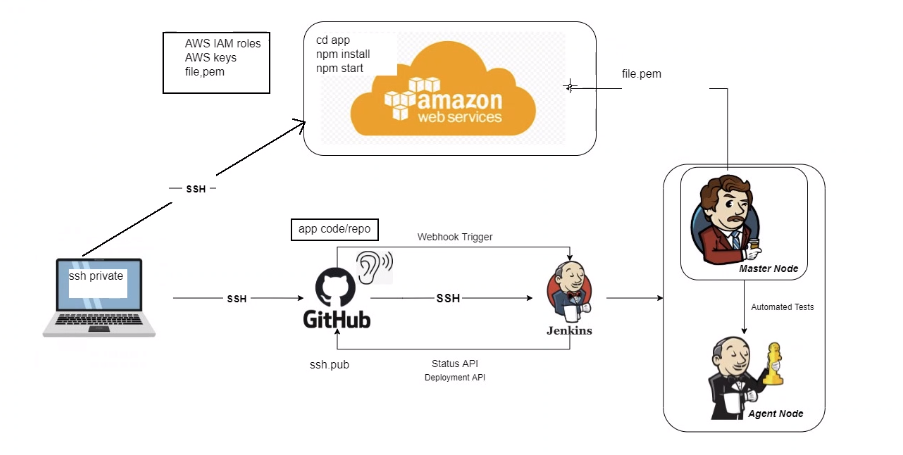 AWS IAM roles
AWS keys
file,pem
cd app
npm install
npm start
amazon
web services
file.pem
SSH
app code/repo
Webhook Trigger
Master Node
ssh private
SSH
SSH
GitHub
Jenkins
Automated Tests
ssh.pub
Status API
Deployment API
Agent Node